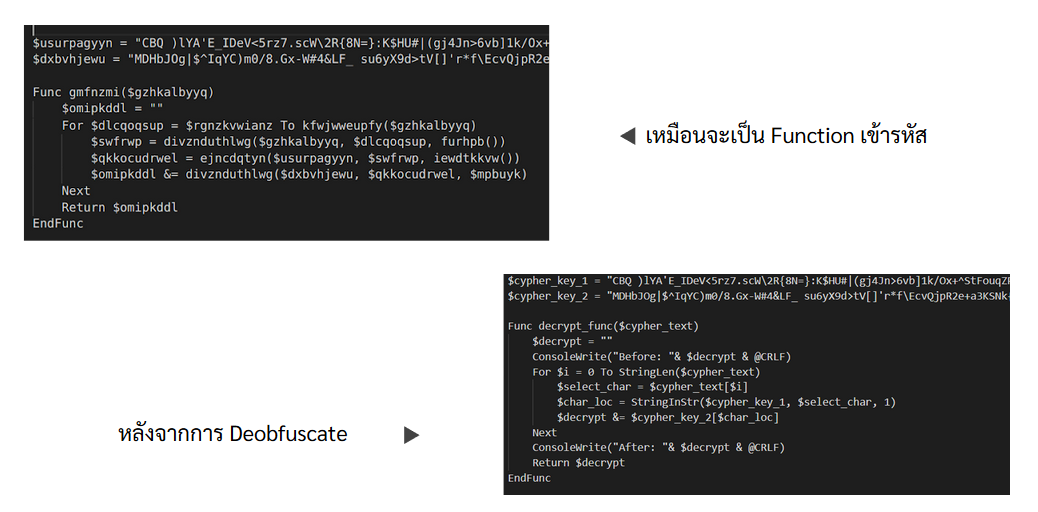 $usurpagyyn = "CBQ )lYA'E_IDeV<5rz7.scW\2R{8N=}:K$HU#|(gj4Jn>6vb]1k/Ox+
$dxbvhjewu = "MDHbJOg|$^IqYC)m0/8.Gx-W#4&LF_ su6yX9d>tV[]'r*f\EcvQjpR2e
Func gmfnzmi($gzhkalbyyq)
$omipkddl = ""
For $dlcqoqsup = $rgnzkvwianz To kfwjwweupfy($gzhkalbyyq)
$swfrwp = divznduthlwg($gzhkalbyyq, $dlcqoqsup, furhpb())
$qkkocudrwel = ejncdqtyn($usurpagyyn, $swfrwp, iewdtkkvw())
$omipkddl &= divznduthlwg($dxbvhjewu, $qkkocudrwel, $mpbuyk)
Next
Return $omipkddl
EndFunc
เหมือนจะเป็น Function เข้ารหัส
$cypher_key_1 = "CBQ )lYA'E_IDeV<5rz7.scW\2R{8N=}:K$HU#|(gj4Jn>6vb]1k/Ox+^StFouqZ
$cypher_key_2 = "MDHbJOg|$^IqYC)m0/8.Gx-W#4&LF_ su6yX9d>tV[]'r*f\EcvQjpR2e+a3KSNk
Func decrypt_func($cypher_text)
$decrypt = ""
ConsoleWrite("Before: "& $decrypt & @CRLF)
For $i = 0 To StringLen($cypher_text)
$select_char = $cypher_text[$i]
$char_loc = StringInStr($cypher_key_1, $select_char, 1)
$decrypt &= $cypher_key_2[$char_loc]
Next
ConsoleWrite("After: "& $decrypt & @CRLF)
Return $decrypt
EndFunc
หลังจากการ Deobfuscate